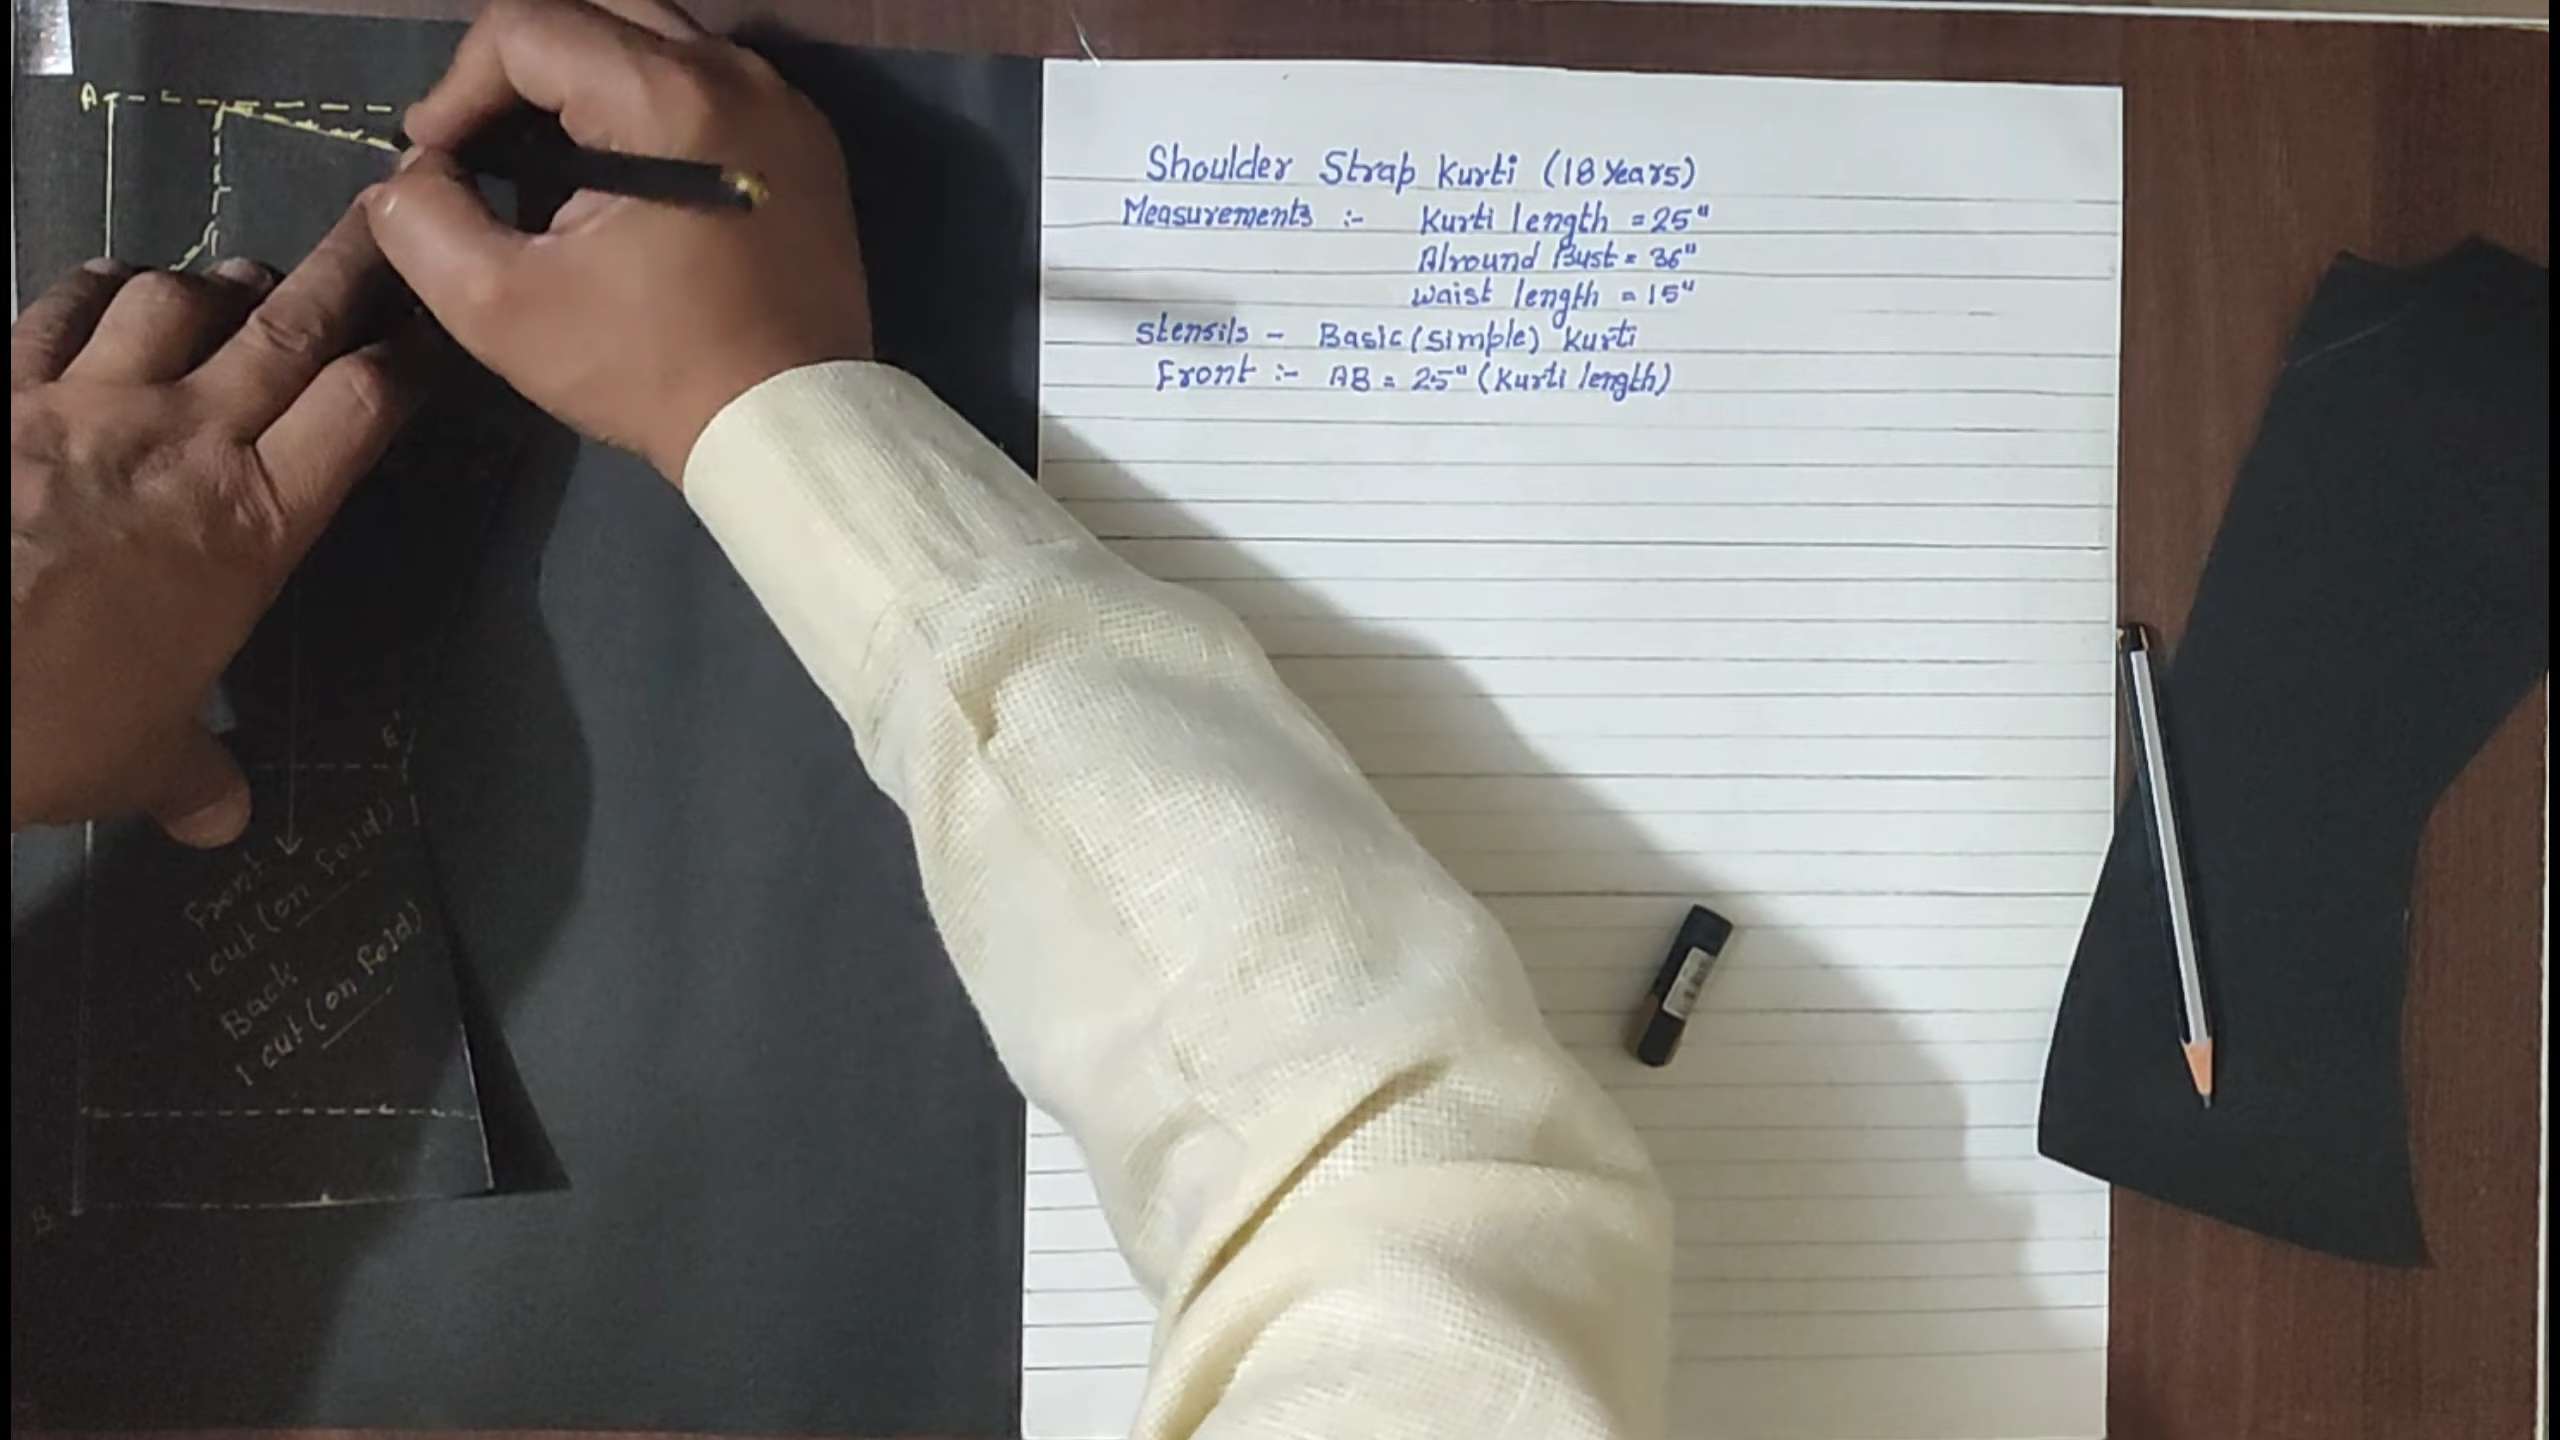 A
Shoulder Strap Kurti (18 Years)
Measurements :- Kurti length = 25"
Alround Bust = 36"
Waist length = 15"
Stensils - Basic (simple) Kurti
Front :- AB = 25" (Kurti length)
E'
Front
1 cut (on fold)
Back
1 cut (on fold)
B